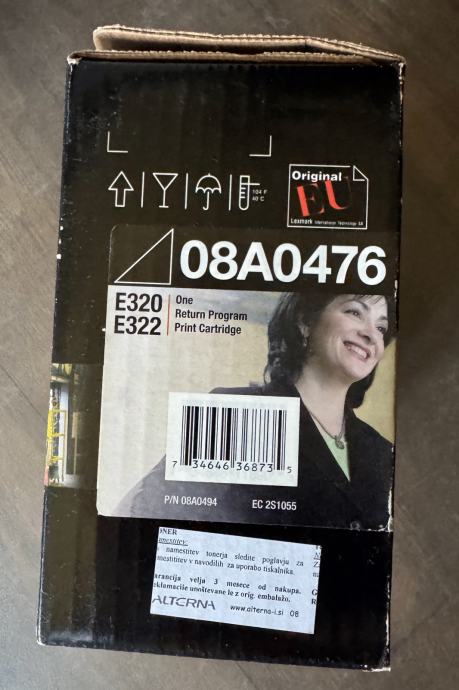 104 F
40 C
Original
EU
Lexmark International Technology SA
08A0476
E320
E322
One
Return Program
Print Cartridge
7 34646 36873 5
P/N 08A0494
EC 2S1055
ONER
namestitev:
namestitev tonerja sledite poglavju za
mestitev v navodilih za uporabo tiskalnika.
arancija velja 3 mesece od nakupa.
eklamacije upoštevane le z orig. embalažo.
ALTERNA
www.alterna-i.si 08